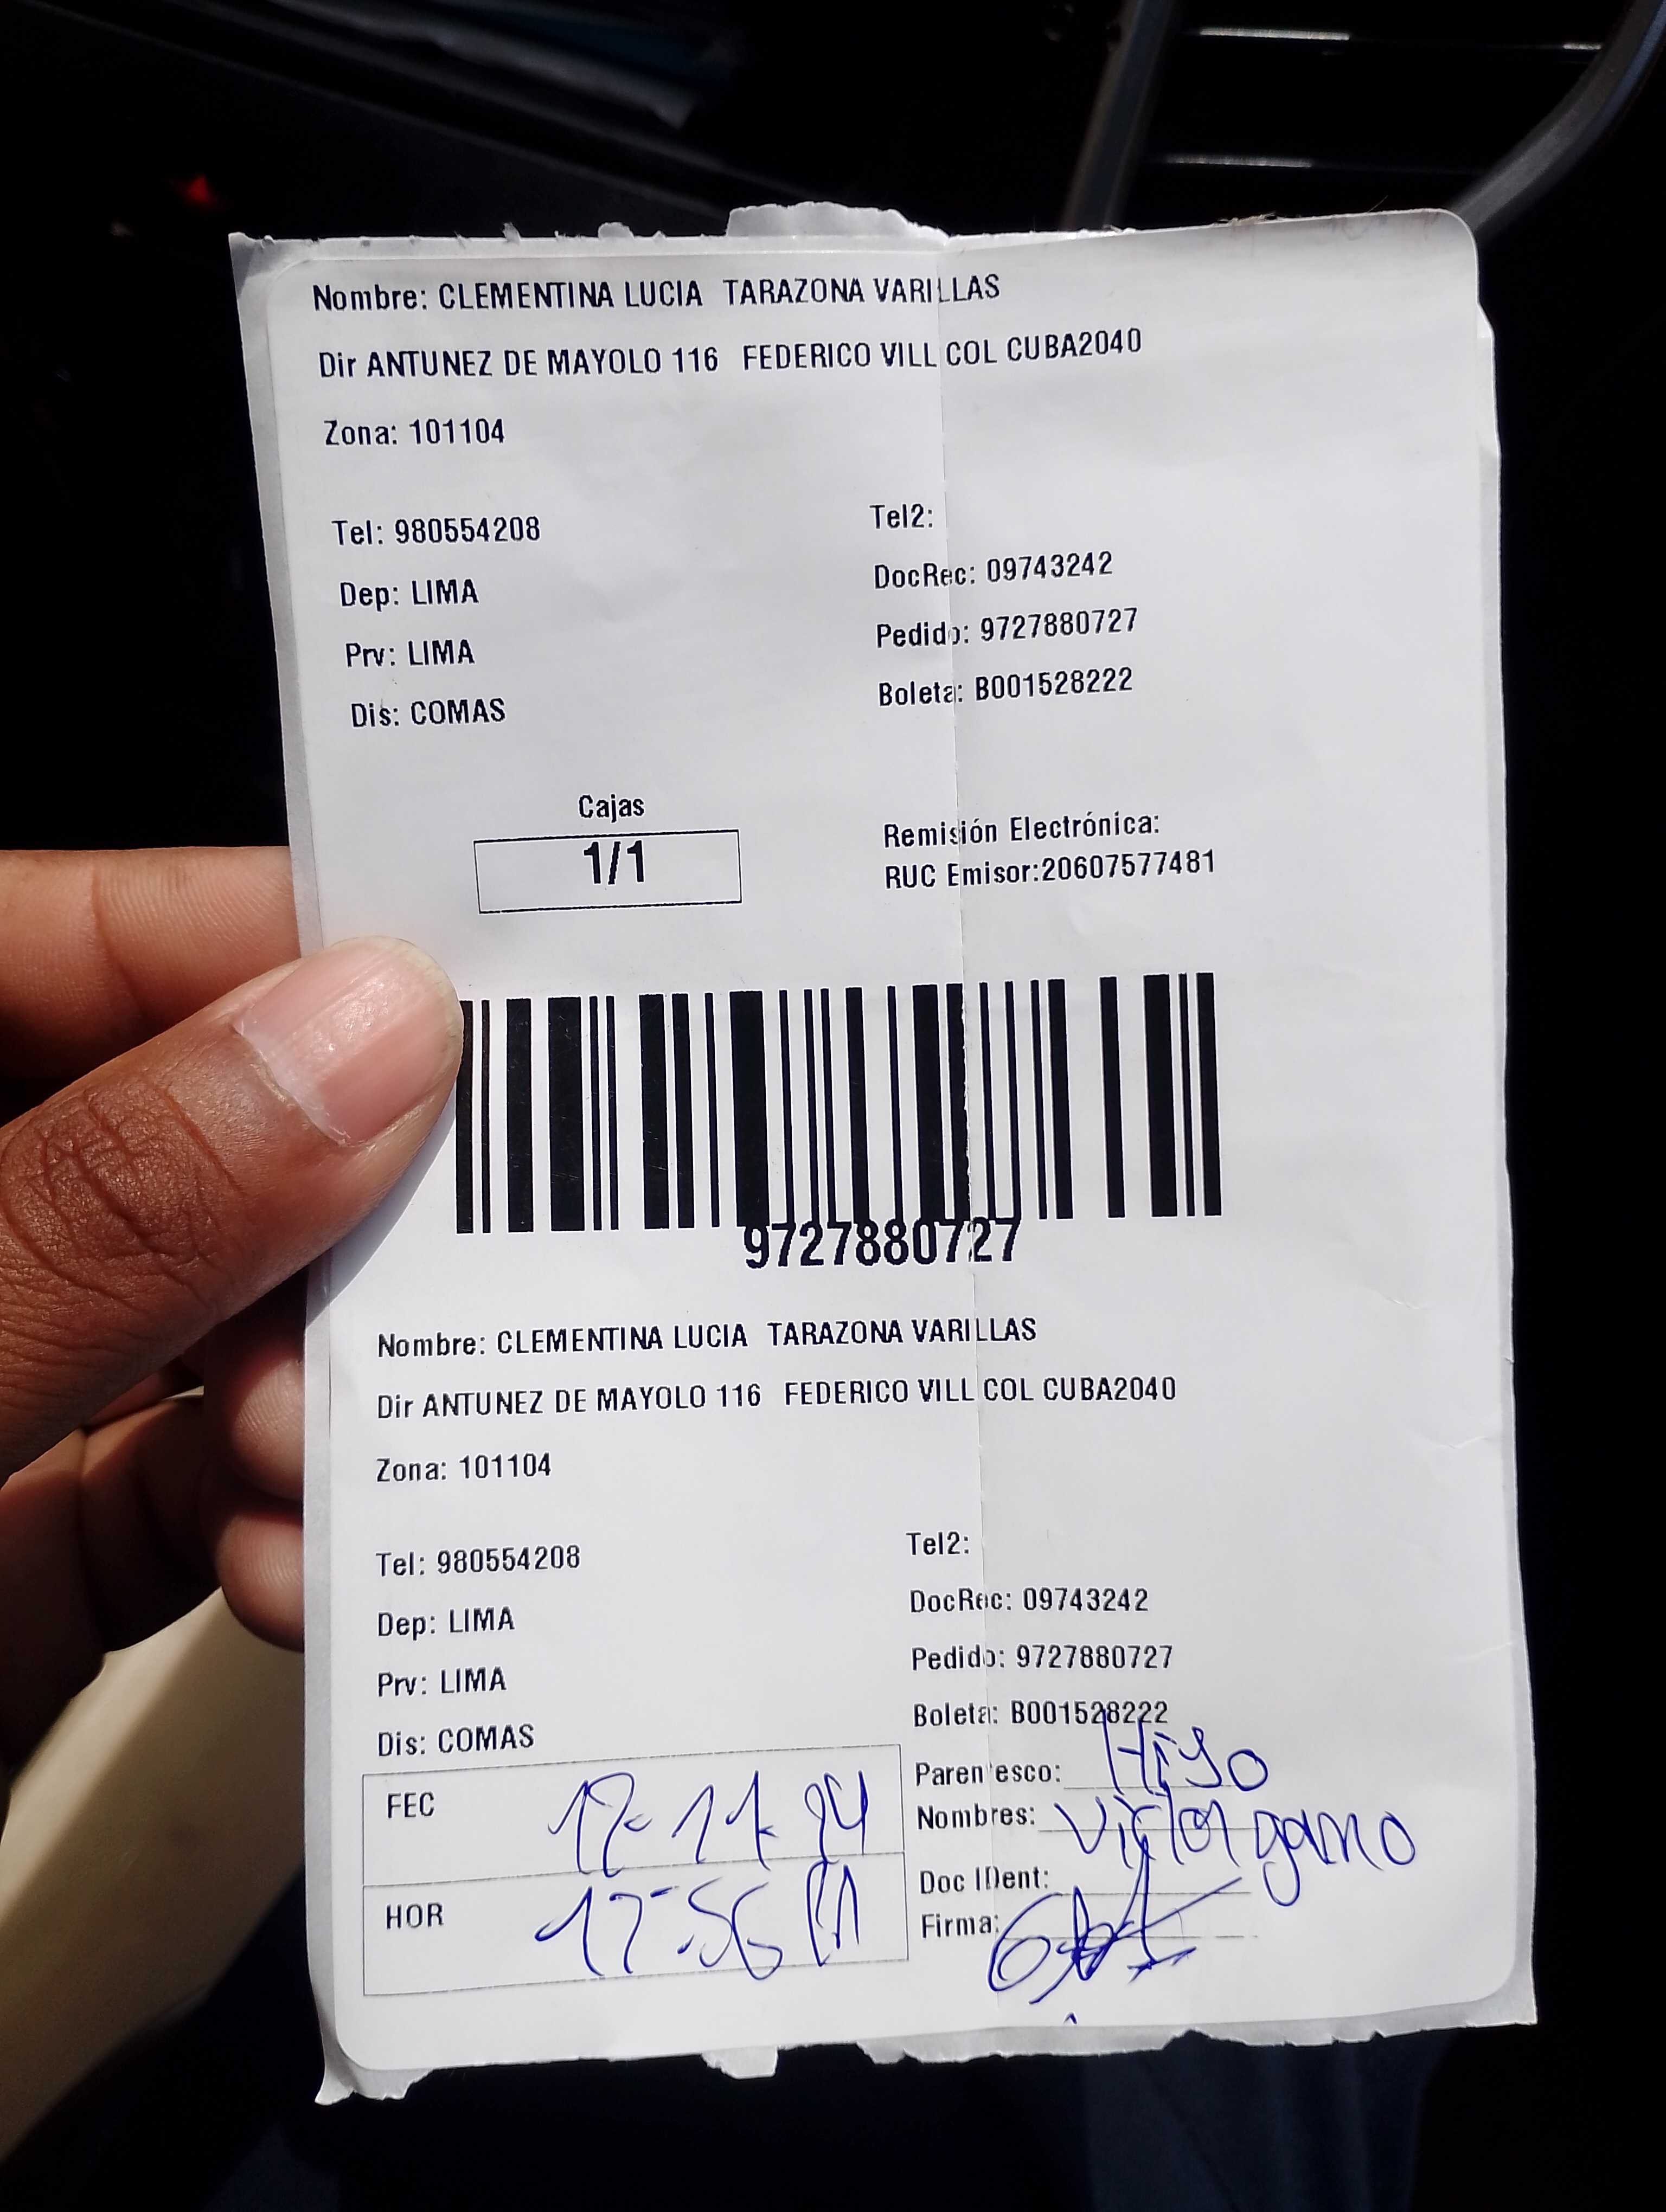 Nombre: CLEMENTINA LUCIA TARAZONA VARILLAS
Dir ANTUNEZ DE MAYOLO 116 FEDERICO VILL COL CUBA2040
Zona: 101104
Tel: 980554208 Tel2:
DocRec: 09743242
Dep: LIMA
Pedido: 9727880727
Prv: LIMA
Boleta: B001528222
Dis: COMAS
Cajas
1/1
Remisión Electrónica:
RUC Emisor:20607577481
9727880727
Nombre: CLEMENTINA LUCIA TARAZONA VARILLAS
Dir ANTUNEZ DE MAYOLO 116 FEDERICO VILL COL CUBA2040
Zona: 101104
Tel: 980554208 Tel2:
DocRec: 09743242
Dep: LIMA
Pedido: 9727880727
Prv: LIMA
Boleta: B001528222
Dis: COMAS
Parentesco: Hijo
Nombres: Victor
Doc IDent:
Firma:
FEC
HOR